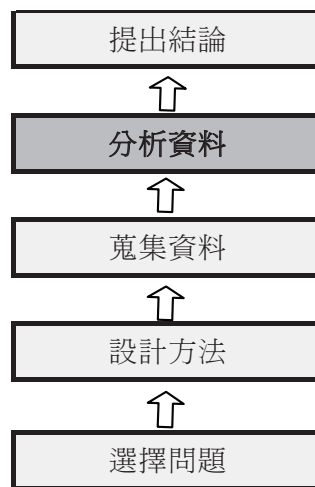 提出結論
分析資料
蒐集資料
設計方法
選擇問題